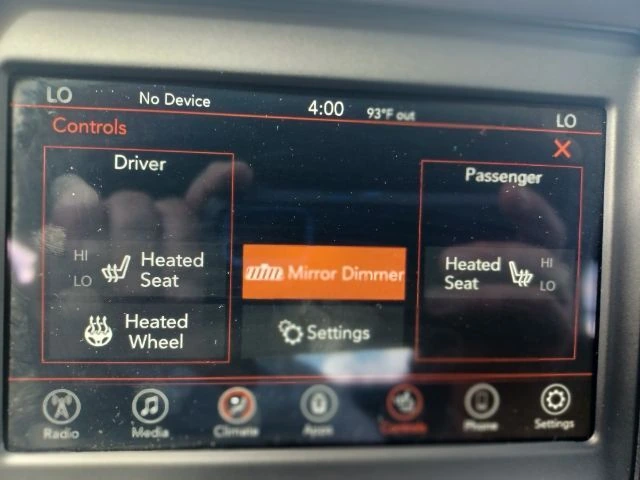 LO
No Device
4:00
93°F out
LO
Controls
X
Driver
Passenger
HI
LO
Heated
Seat
Mirror Dimmer
Heated
Seat
HI
LO
Heated
Wheel
Settings
Radio
Media
Climate
Apps
Controls
Phone
Settings